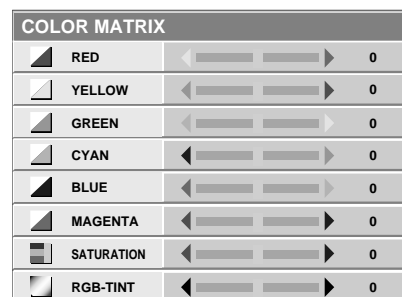 COLOR MATRIX
RED 0
YELLOW 0
GREEN 0
CYAN 0
BLUE 0
MAGENTA 0
SATURATION 0
RGB-TINT 0